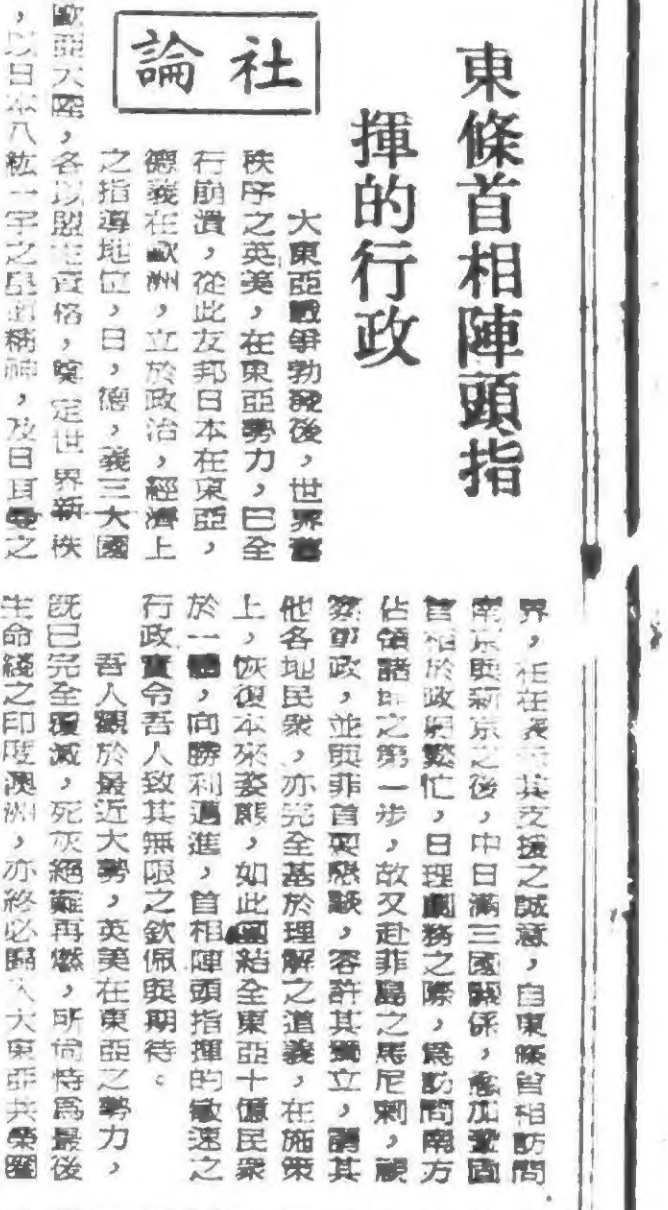 東條首相陣頭指
揮的行政
社論
大東亞戰爭勃發後，世界舊
秩序之英美，在東亞勢力，已全
行崩潰，從此友邦日本在東亞，
德義在歐洲，立於政治，經濟上
之指導地位，日，德，義三大國
歐亞大陸，各以盟主資格，奠定世界新秩
，以日本八紘一宇之皇道精神，及日耳曼之
界，在表示其支援之誠意，自東條首相訪問
南京與新京之後，中日滿三國關係，愈加鞏固
首相於政網繁忙，日理劇務之際，爲訪問南方
佔領諸地之第一步，故又赴菲島之馬尼剌，視
察軍政，並與非首要懇談，容許其獨立，謂其
他各地民衆，亦完全基於理解之道義，在施策
上，恢復本來姿態，如此團結全東亞十億民衆
於一體，向勝利邁進，首相陣頭指揮的敏速之
行政實令吾人致其無限之欽佩與期待。
吾人觀於最近大勢，英美在東亞之勢力，
既已完全覆滅，死灰絕難再燃，所尚恃爲最後
生命綫之印度澳洲，亦終必歸入大東亞共榮圈